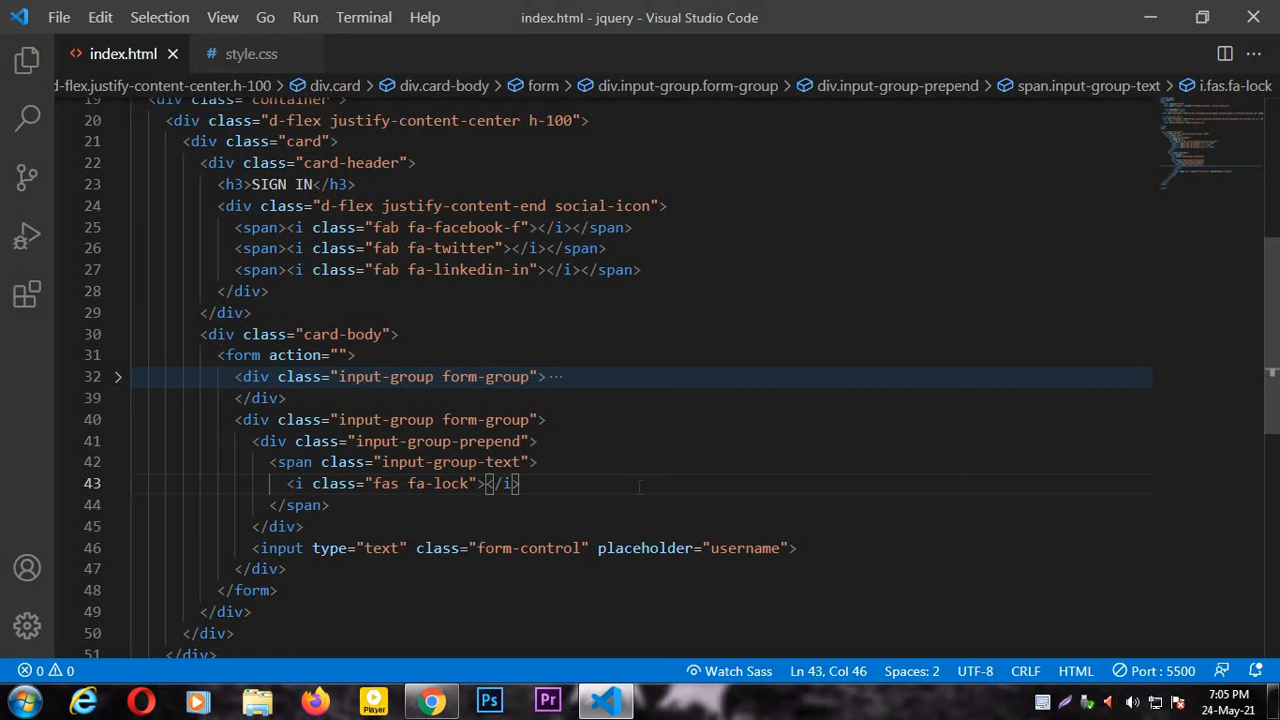 File Edit Selection View Go Run Terminal Help index.html - jquery - Visual Studio Code
index.html style.css
d-flex.justify-content-center.h-100 > div.card > div.card-body > form > div.input-group.form-group > div.input-group-prepend > span.input-group-text > i.fas.fa-lock
19 <div class="container">
20 <div class="d-flex justify-content-center h-100">
21 <div class="card">
22 <div class="card-header">
23 <h3>SIGN IN</h3>
24 <div class="d-flex justify-content-end social-icon">
25 <span><i class="fab fa-facebook-f"></i></span>
26 <span><i class="fab fa-twitter"></i></span>
27 <span><i class="fab fa-linkedin-in"></i></span>
28 </div>
29 </div>
30 <div class="card-body">
31 <form action="">
32 <div class="input-group form-group"> ...
39 </div>
40 <div class="input-group form-group">
41 <div class="input-group-prepend">
42 <span class="input-group-text">
43 <i class="fas fa-lock"></i>
44 </span>
45 </div>
46 <input type="text" class="form-control" placeholder="username">
47 </div>
48 </form>
49 </div>
50 </div>
51 </div>
0 0 Watch Sass Ln 43, Col 46 Spaces: 2 UTF-8 CRLF HTML Port : 5500
Player Ps Pr 7:05 PM
24-May-21